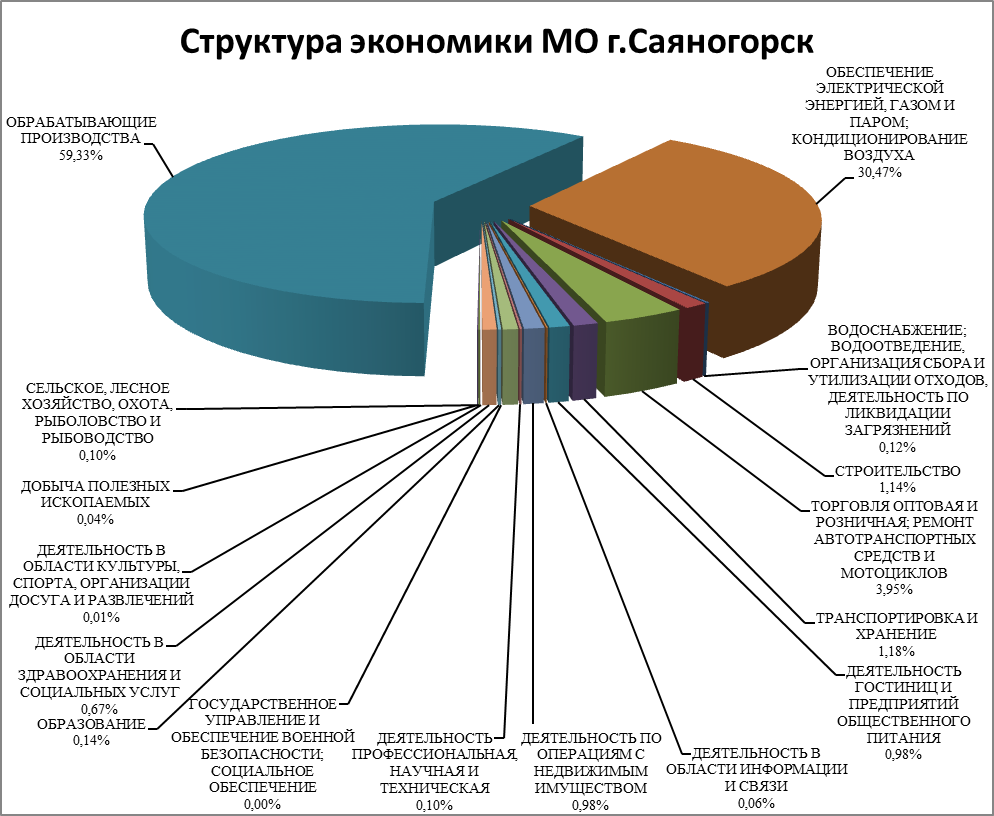 Структура экономики МО г.Саяногорск
ОБРАБАТЫВАЮЩИЕ
ПРОИЗВОДСТВА
59,33%
ОБЕСПЕЧЕНИЕ
ЭЛЕКТРИЧЕСКОЙ
ЭНЕРГИЕЙ, ГАЗОМ И
ПАРОМ;
КОНДИЦИОНИРОВАНИЕ
ВОЗДУХА
30,47%
ВОДОСНАБЖЕНИЕ;
ВОДООТВЕДЕНИЕ,
ОРГАНИЗАЦИЯ СБОРА И
УТИЛИЗАЦИИ ОТХОДОВ,
ДЕЯТЕЛЬНОСТЬ ПО
ЛИКВИДАЦИИ
ЗАГРЯЗНЕНИЙ
0,12%
СТРОИТЕЛЬСТВО
1,14%
ТОРГОВЛЯ ОПТОВАЯ И
РОЗНИЧНАЯ; РЕМОНТ
АВТОТРАНСПОРТНЫХ
СРЕДСТВ И
МОТОЦИКЛОВ
3,95%
ТРАНСПОРТИРОВКА И
ХРАНЕНИЕ
1,18%
ДЕЯТЕЛЬНОСТЬ
ГОСТИНИЦ И
ПРЕДПРИЯТИЙ
ОБЩЕСТВЕННОГО
ПИТАНИЯ
0,98%
ДЕЯТЕЛЬНОСТЬ В
ОБЛАСТИ ИНФОРМАЦИИ
И СВЯЗИ
0,06%
ДЕЯТЕЛЬНОСТЬ ПО
ОПЕРАЦИЯМ С
НЕДВИЖИМЫМ
ИМУЩЕСТВОМ
0,98%
ДЕЯТЕЛЬНОСТЬ
ПРОФЕССИОНАЛЬНАЯ,
НАУЧНАЯ И
ТЕХНИЧЕСКАЯ
0,10%
ГОСУДАРСТВЕННОЕ
УПРАВЛЕНИЕ И
ОБЕСПЕЧЕНИЕ ВОЕННОЙ
БЕЗОПАСНОСТИ;
СОЦИАЛЬНОЕ
ОБЕСПЕЧЕНИЕ
0,00%
ОБРАЗОВАНИЕ
0,14%
ДЕЯТЕЛЬНОСТЬ В
ОБЛАСТИ
ЗДРАВООХРАНЕНИЯ И
СОЦИАЛЬНЫХ УСЛУГ
0,67%
ДЕЯТЕЛЬНОСТЬ В
ОБЛАСТИ КУЛЬТУРЫ,
СПОРТА, ОРГАНИЗАЦИИ
ДОСУГА И РАЗВЛЕЧЕНИЙ
0,01%
ДОБЫЧА ПОЛЕЗНЫХ
ИСКОПАЕМЫХ
0,04%
СЕЛЬСКОЕ, ЛЕСНОЕ
ХОЗЯЙСТВО, ОХОТА,
РЫБОЛОВСТВО И
РЫБОВОДСТВО
0,10%